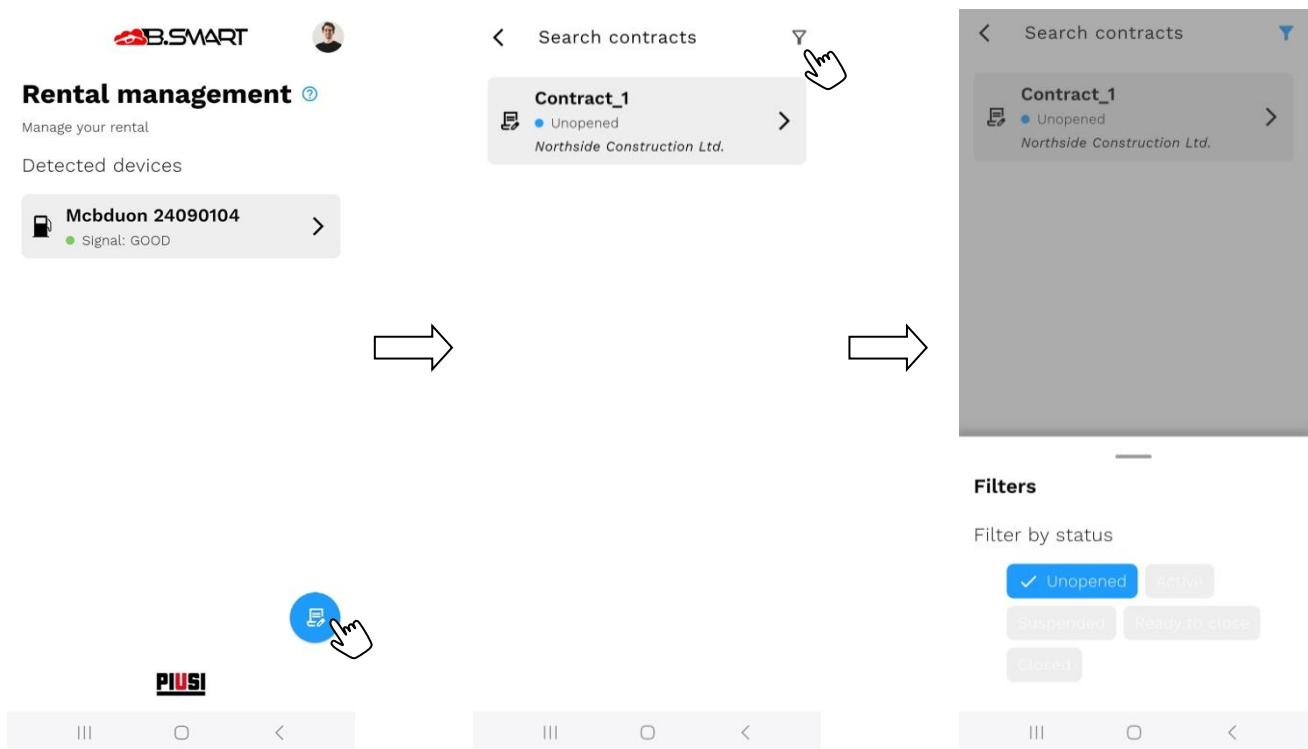 B.SMART
Rental management
Manage your rental
Detected devices
Mcbduon 24090104
Signal: GOOD
PIUSI
Search contracts
Contract_1
Unopened
Northside Construction Ltd.
Search contracts
Contract_1
Unopened
Northside Construction Ltd.
Filters
Filter by status
Unopened Active
Suspended Ready to close
Closed